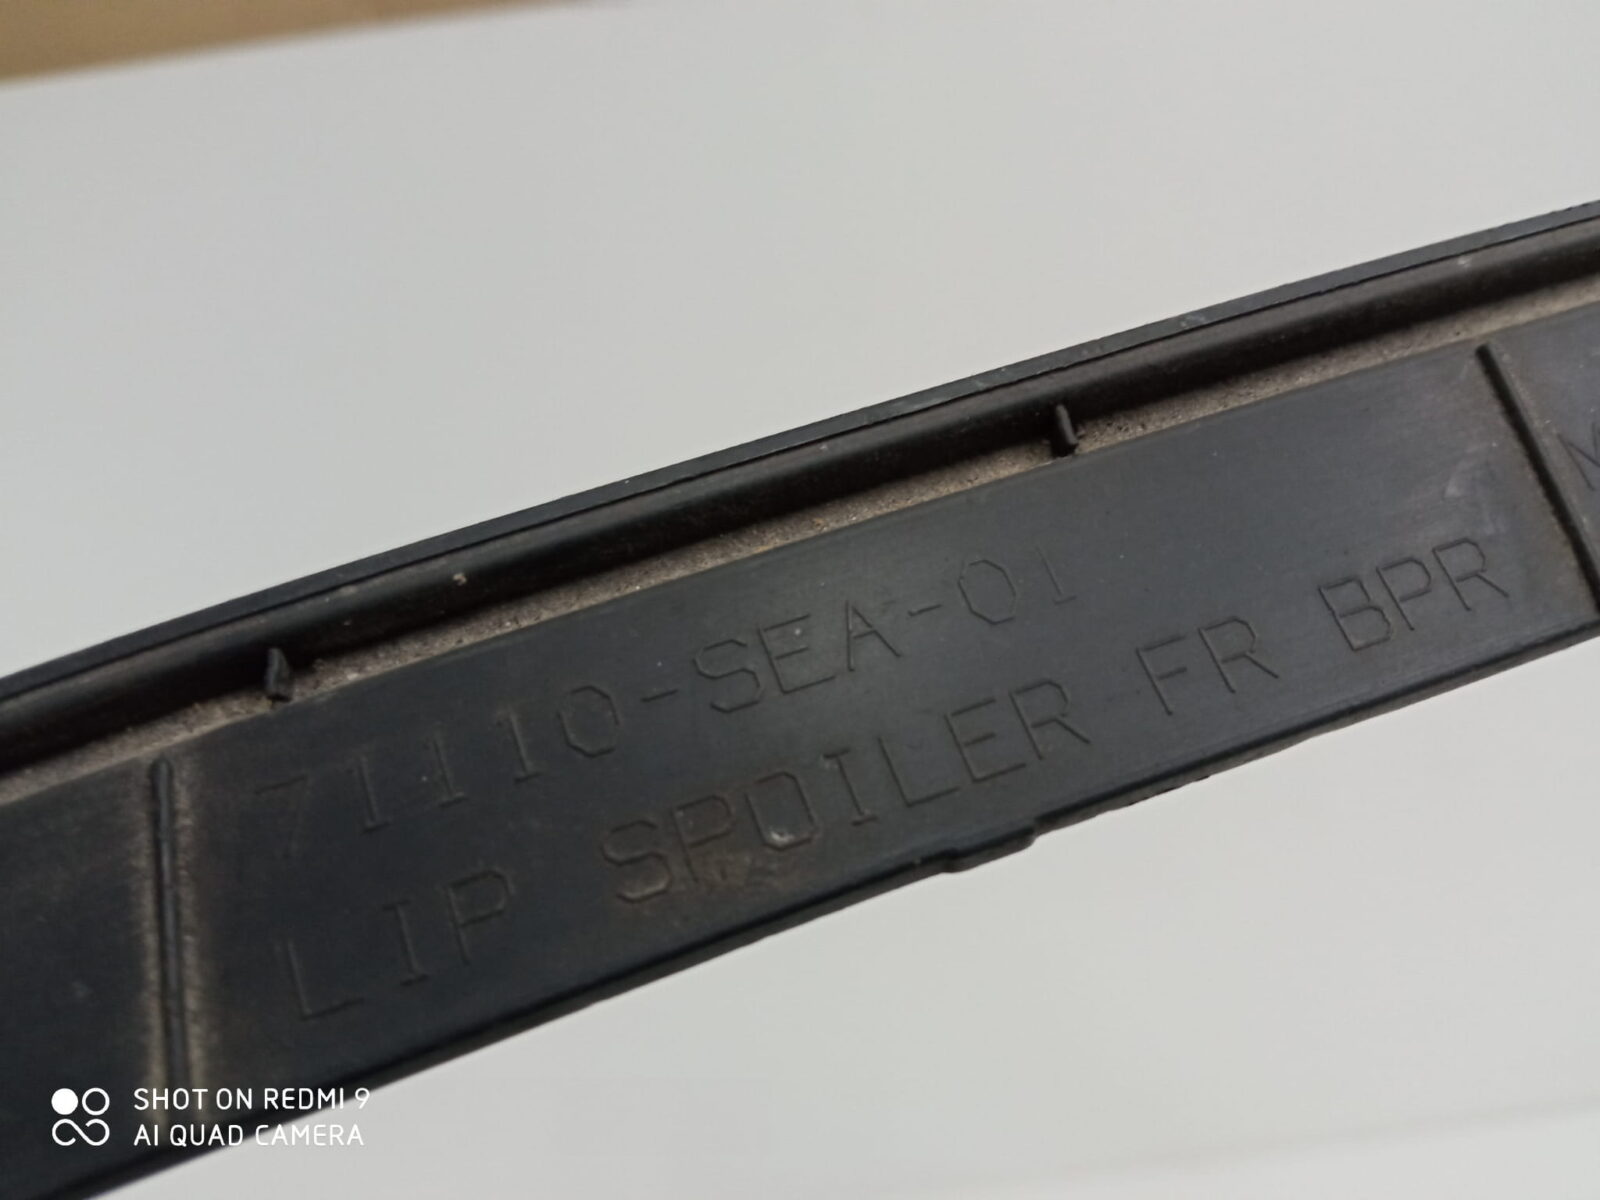 71110-SEA-01
LIP SPOILER FR BPR
SHOT ON REDMI 9
AI QUAD CAMERA